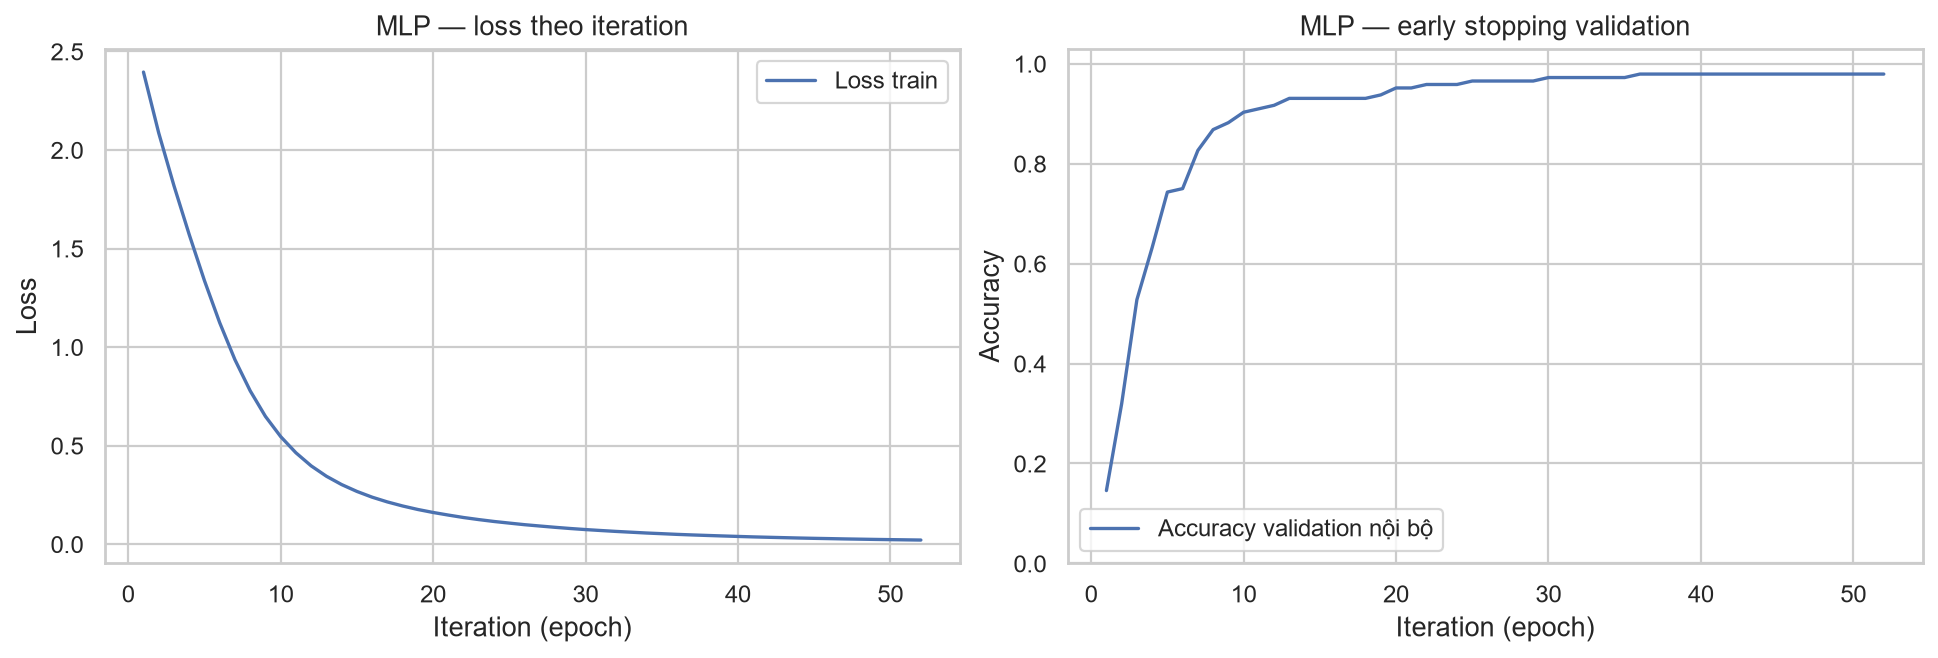 MLP — loss theo iteration
2.5
2.0
1.5
1.0
0.5
0.0
Loss
Loss train
0 10 20 30 40 50
Iteration (epoch)
MLP — early stopping validation
1.0
0.8
0.6
0.4
0.2
0.0
Accuracy
Accuracy validation nội bộ
0 10 20 30 40 50
Iteration (epoch)